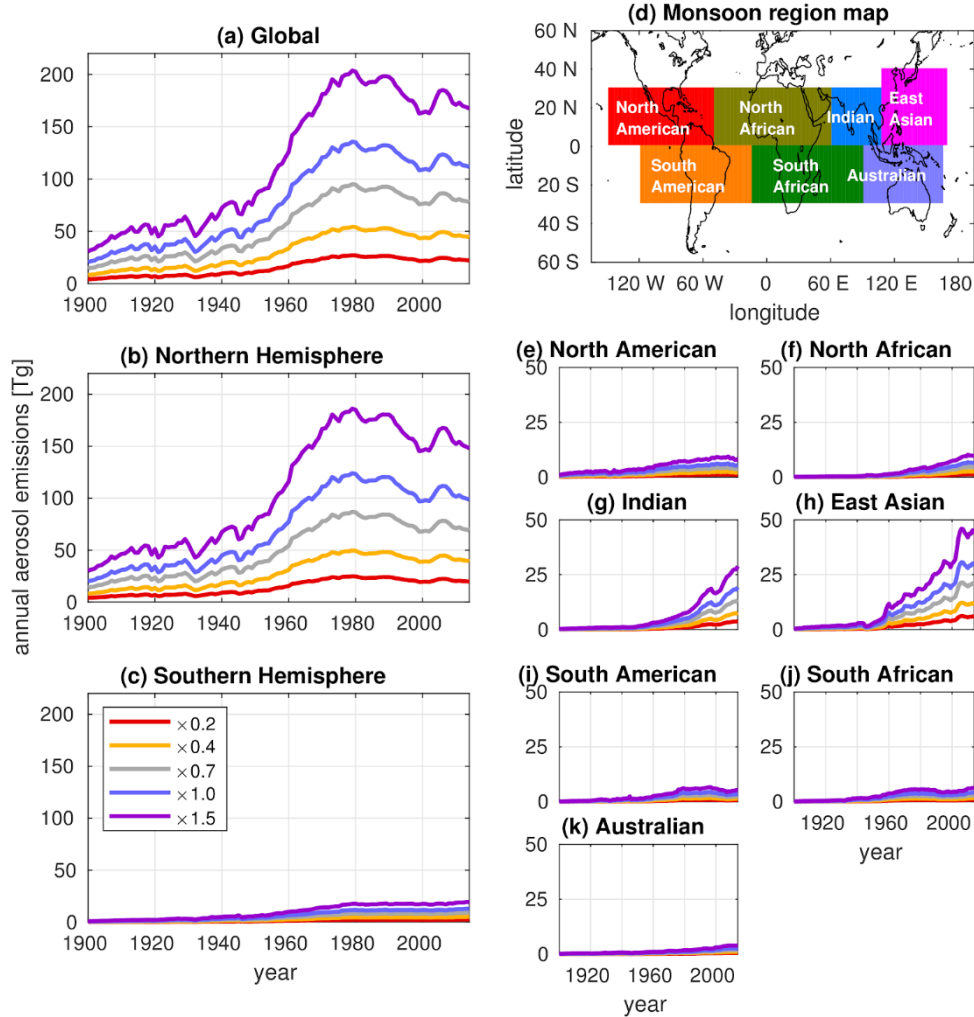 (a) Global
200
150
100
50
0
1900 1920 1940 1960 1980 2000
(d) Monsoon region map
60 N
40 N
20 N
0
20 S
40 S
60 S
latitude
North
American
North
African
Indian
East
Asian
South
American
South
African
Australian
120 W 60 W 0 60 E 120 E 180
longitude
annual aerosol emissions [Tg]
(b) Northern Hemisphere
200
150
100
50
0
1900 1920 1940 1960 1980 2000
(c) Southern Hemisphere
200
150
100
50
0
×0.2
×0.4
×0.7
×1.0
×1.5
1900 1920 1940 1960 1980 2000
year
(e) North American
50
25
0
(f) North African
50
25
0
(g) Indian
50
25
0
(h) East Asian
50
25
0
(i) South American
50
25
0
(j) South African
50
25
0
1920 1960 2000
year
(k) Australian
50
25
0
1920 1960 2000
year